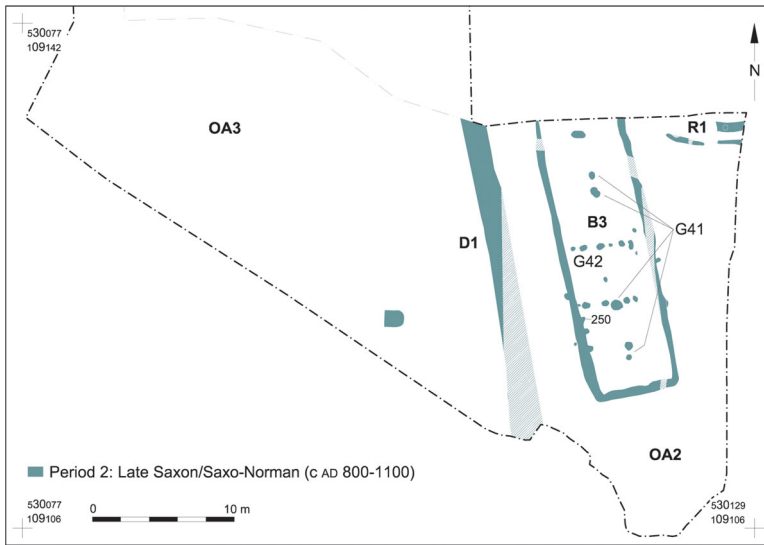 530077
109142
N
OA3
R1
D1
B3
G41
G42
250
OA2
Period 2: Late Saxon/Saxo-Norman (c AD 800-1100)
530077
109106
0 10 m
530129
109106